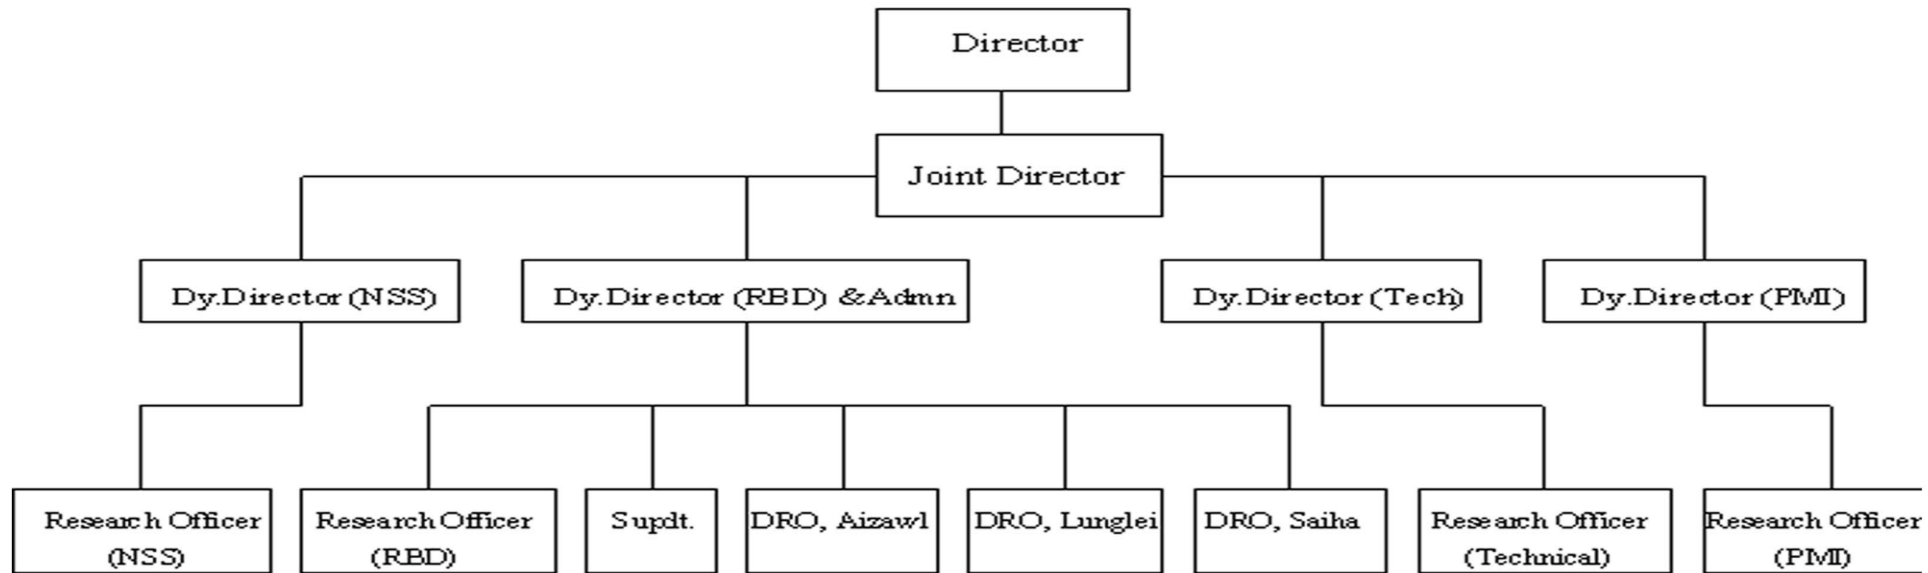 Director
Joint Director
Dy.Director (NSS)
Dy.Director (RBD) &Admn
Dy.Director (Tech)
Dy.Director (PMI)
Research Officer
(NSS)
Research Officer
(RBD)
Supdt.
DRO, Aizawl
DRO, Lunglei
DRO, Saiha
Research Officer
(Technical)
Research Officer
(PMI)